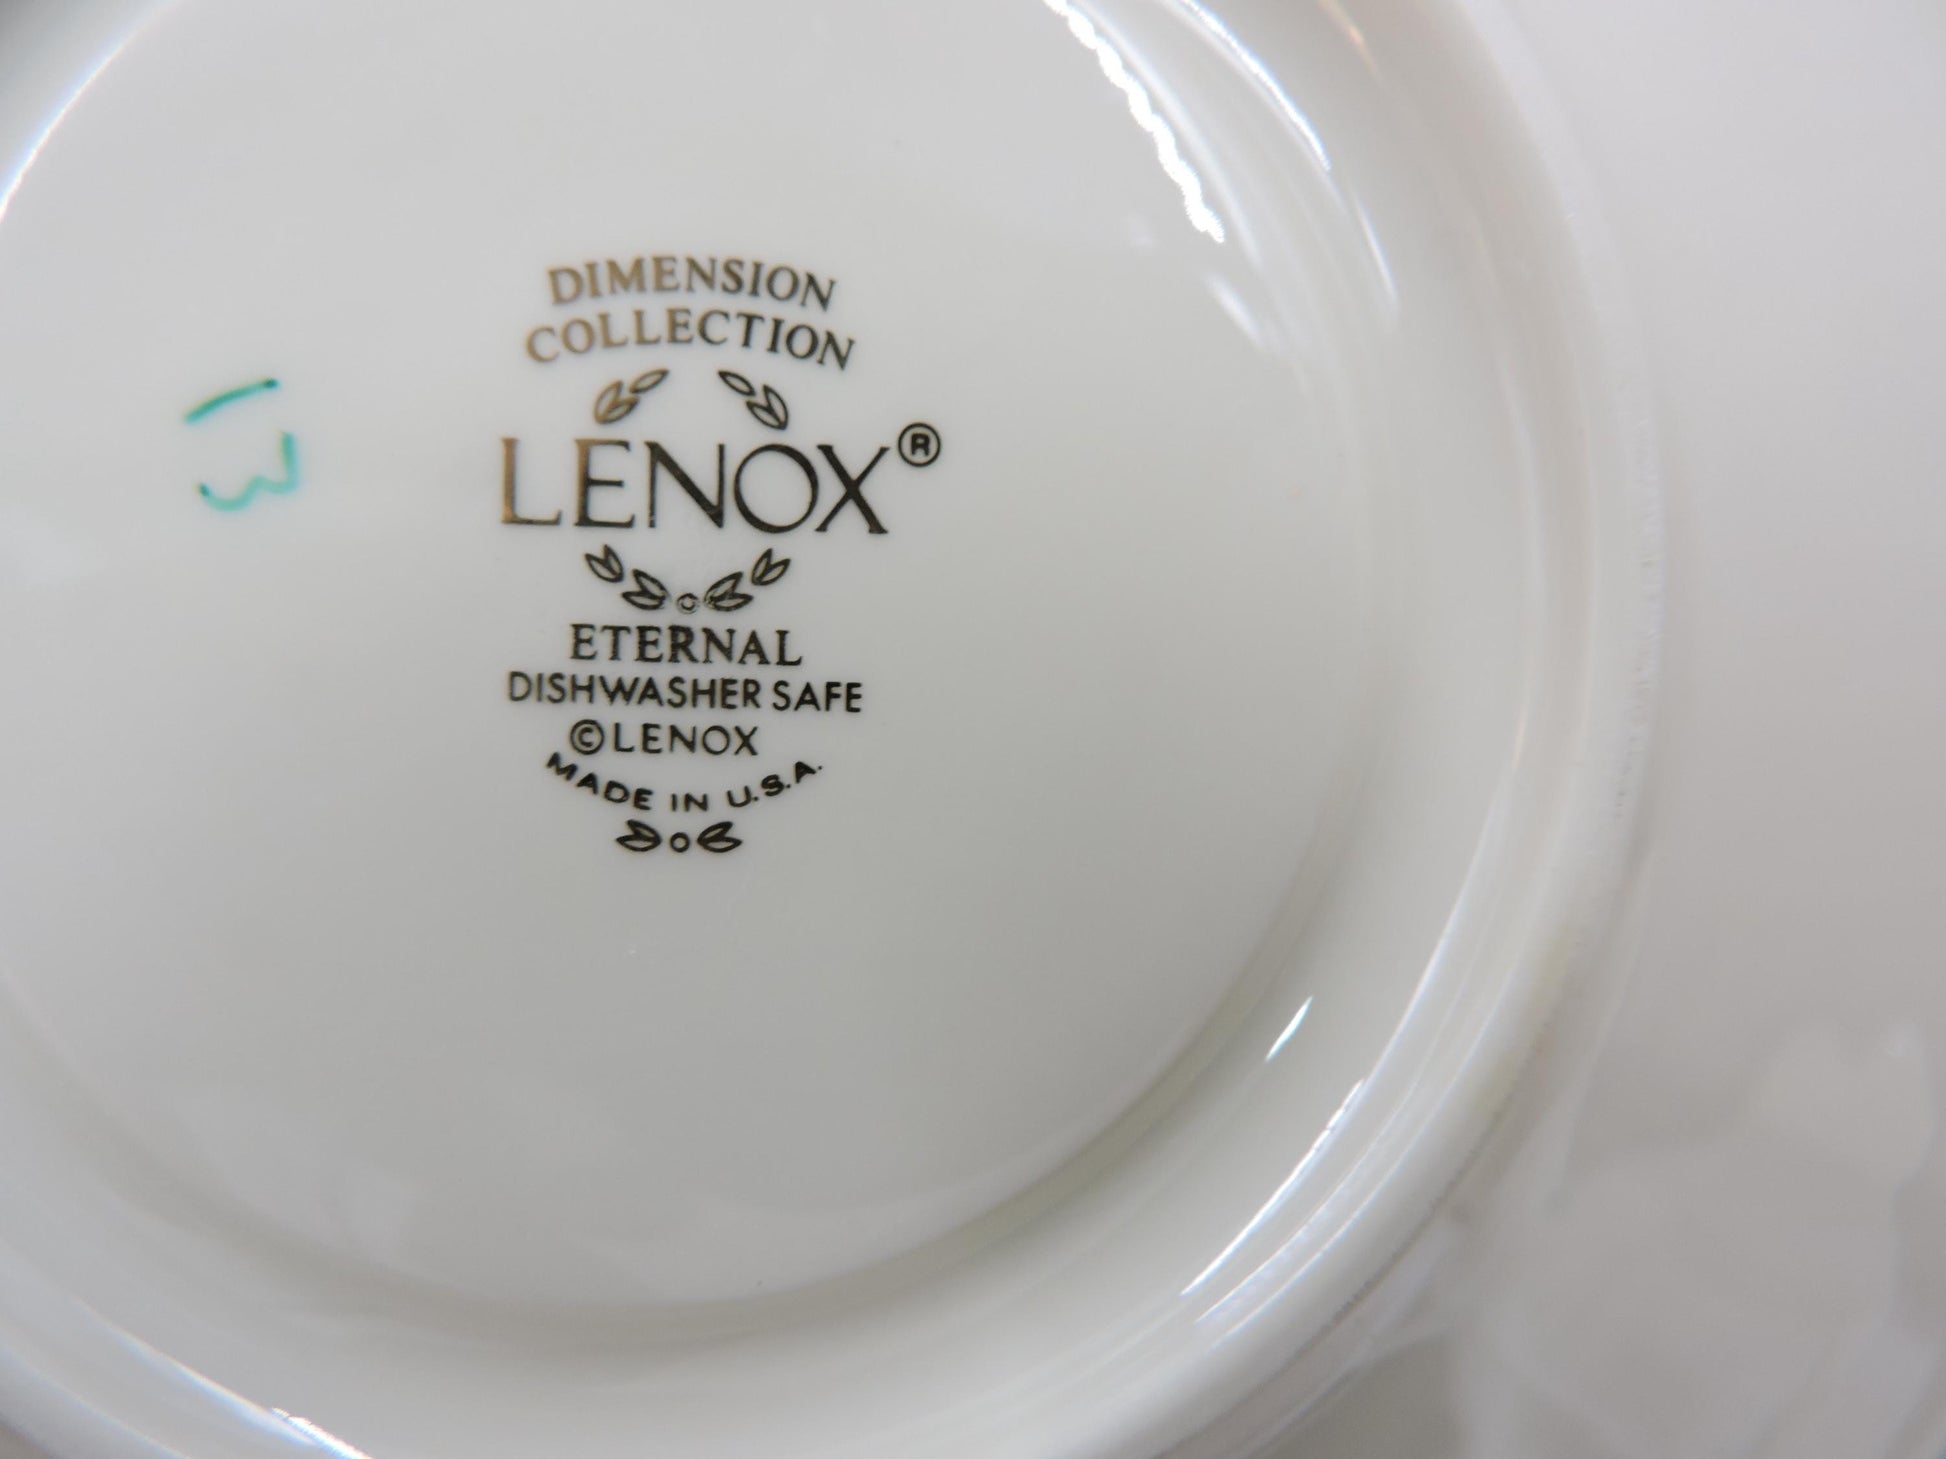 DIMENSION
COLLECTION
LENOX®
ETERNAL
DISHWASHER SAFE
©LENOX
MADE IN U.S.A.